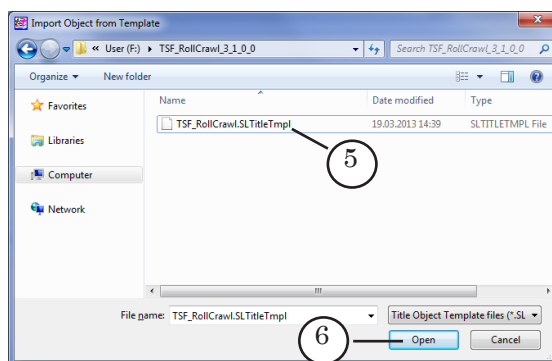 Import Object from Template
« User (F:) ▸ TSF_RollCrawl_3_1_0_0
Search TSF_RollCrawl_3_1_0_0
Organize ▼ New folder
Favorites
Libraries
Computer
Network
Name Date modified Type
TSF_RollCrawl.SLTitleTmpl 19.03.2013 14:39 SLTITLETMPL File
5
File name: TSF_RollCrawl.SLTitleTmpl
Title Object Template files (*.SL
6
Open Cancel